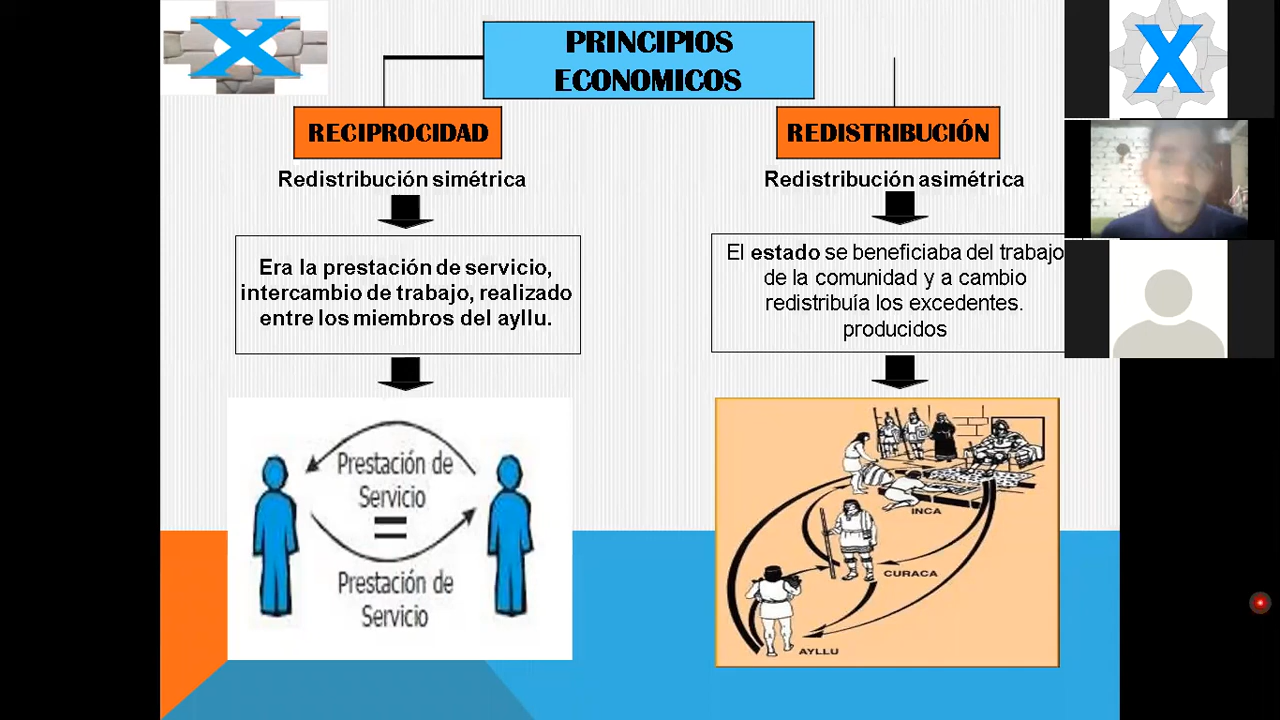 PRINCIPIOS
ECONOMICOS
RECIPROCIDAD
Redistribución simétrica
Era la prestación de servicio,
intercambio de trabajo, realizado
entre los miembros del ayllu.
Prestación de
Servicio
=
Prestación de
Servicio
REDISTRIBUCIÓN
Redistribución asimétrica
El estado se beneficiaba del trabajo
de la comunidad y a cambio
redistribuía los excedentes.
producidos
INCA
CURACA
AYLLU
X
X